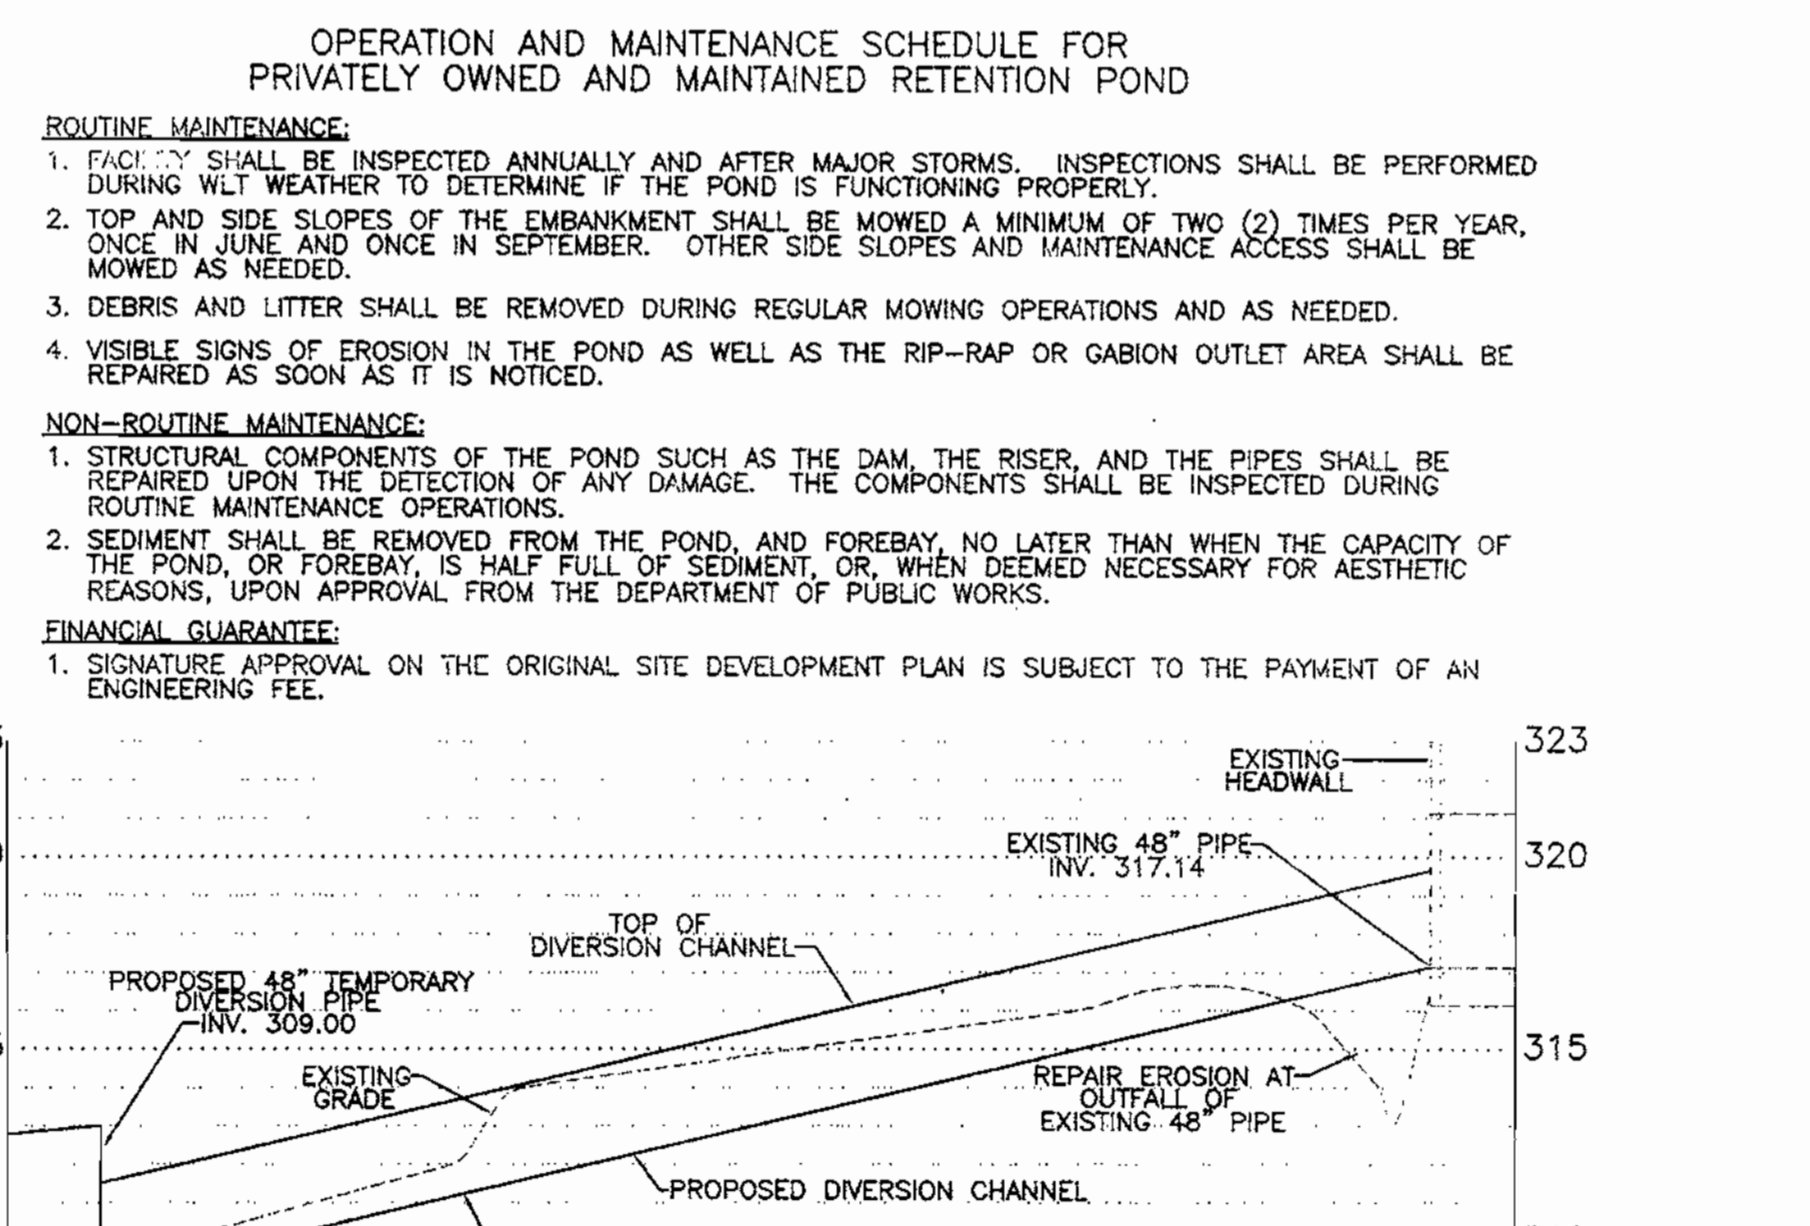 OPERATION AND MAINTENANCE SCHEDULE FOR
PRIVATELY OWNED AND MAINTAINED RETENTION POND
ROUTINE MAINTENANCE:
1. FACILITY SHALL BE INSPECTED ANNUALLY AND AFTER MAJOR STORMS. INSPECTIONS SHALL BE PERFORMED
DURING WET WEATHER TO DETERMINE IF THE POND IS FUNCTIONING PROPERLY.
2. TOP AND SIDE SLOPES OF THE EMBANKMENT SHALL BE MOWED A MINIMUM OF TWO (2) TIMES PER YEAR,
ONCE IN JUNE AND ONCE IN SEPTEMBER. OTHER SIDE SLOPES AND MAINTENANCE ACCESS SHALL BE
MOWED AS NEEDED.
3. DEBRIS AND LITTER SHALL BE REMOVED DURING REGULAR MOWING OPERATIONS AND AS NEEDED.
4. VISIBLE SIGNS OF EROSION IN THE POND AS WELL AS THE RIP-RAP OR GABION OUTLET AREA SHALL BE
REPAIRED AS SOON AS IT IS NOTICED.
NON-ROUTINE MAINTENANCE:
1. STRUCTURAL COMPONENTS OF THE POND SUCH AS THE DAM, THE RISER, AND THE PIPES SHALL BE
REPAIRED UPON THE DETECTION OF ANY DAMAGE. THE COMPONENTS SHALL BE INSPECTED DURING
ROUTINE MAINTENANCE OPERATIONS.
2. SEDIMENT SHALL BE REMOVED FROM THE POND, AND FOREBAY, NO LATER THAN WHEN THE CAPACITY OF
THE POND, OR FOREBAY, IS HALF FULL OF SEDIMENT, OR, WHEN DEEMED NECESSARY FOR AESTHETIC
REASONS, UPON APPROVAL FROM THE DEPARTMENT OF PUBLIC WORKS.
FINANCIAL GUARANTEE:
1. SIGNATURE APPROVAL ON THE ORIGINAL SITE DEVELOPMENT PLAN IS SUBJECT TO THE PAYMENT OF AN
ENGINEERING FEE.
323
EXISTING
HEADWALL
EXISTING 48" PIPE
INV. 317.14
320
TOP OF
DIVERSION CHANNEL
PROPOSED 48" TEMPORARY
DIVERSION PIPE
INV. 309.00
315
EXISTING
GRADE
REPAIR EROSION AT
OUTFALL OF
EXISTING 48" PIPE
PROPOSED DIVERSION CHANNEL